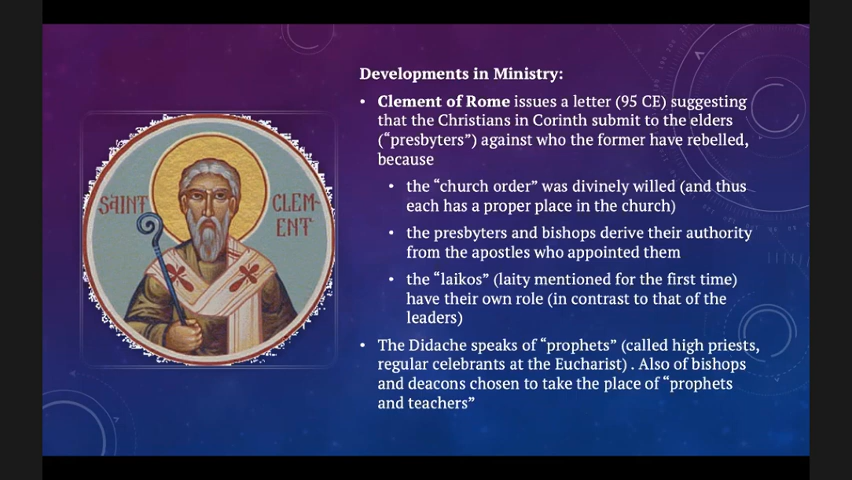 SAINT
CLEM-
ENT
Developments in Ministry:
• Clement of Rome issues a letter (95 CE) suggesting
that the Christians in Corinth submit to the elders
(“presbyters”) against who the former have rebelled,
because
• the “church order” was divinely willed (and thus
each has a proper place in the church)
• the presbyters and bishops derive their authority
from the apostles who appointed them
• the “laikos” (laity mentioned for the first time)
have their own role (in contrast to that of the
leaders)
• The Didache speaks of “prophets” (called high priests,
regular celebrants at the Eucharist) . Also of bishops
and deacons chosen to take the place of “prophets
and teachers”